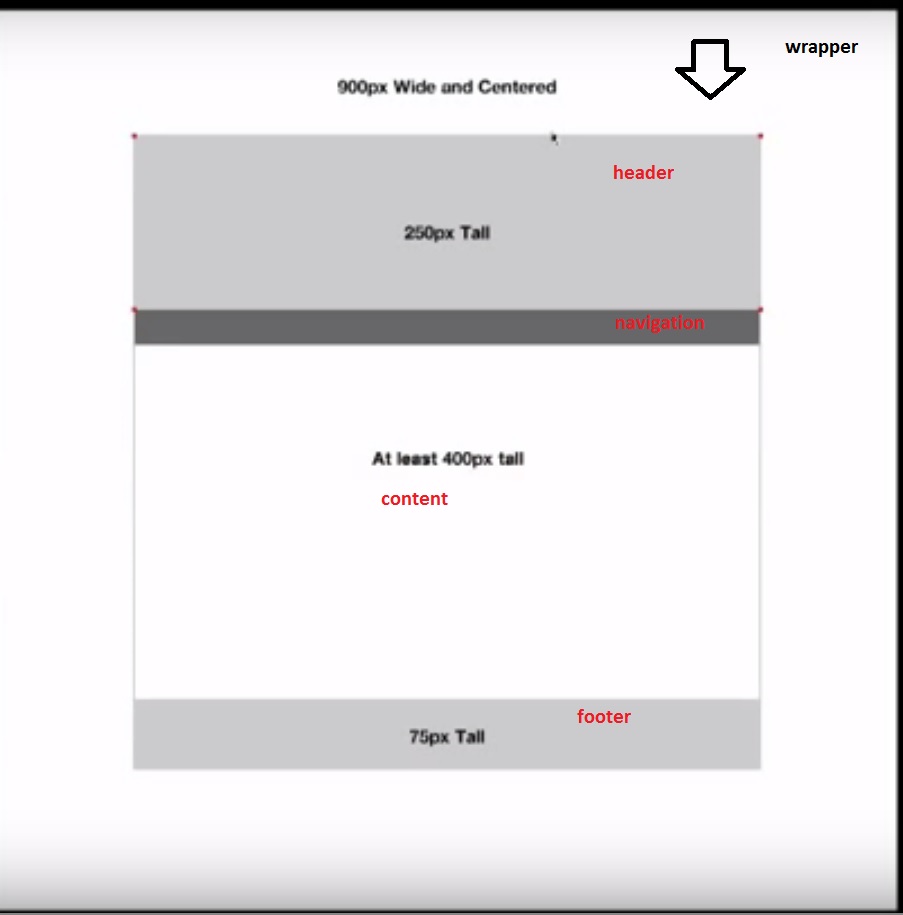 wrapper
900px Wide and Centered
header
250px Tall
navigation
At least 400px tall
content
footer
75px Tall